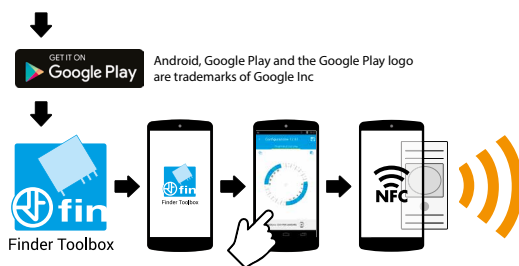 GET IT ON
Google Play
Android, Google Play and the Google Play logo
are trademarks of Google Inc
fin
Finder Toolbox
fin
Finder Toolbox
NFC